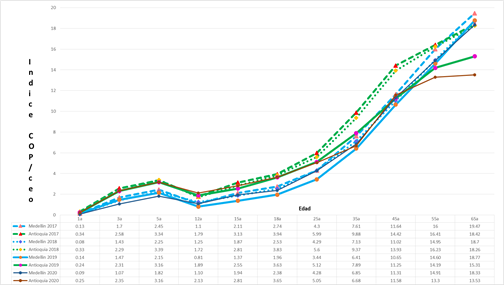 20
18
16
14
12
10
8
6
4
2
0
Indice COP/ceo
Edad
1a 3a 5a 12a 15a 18a 25a 35a 45a 55a 65a
Medellín 2017 0.13 1.7 2.45 1.1 2.11 2.74 4.3 7.61 11.64 16 19.47
Antioquia 2017 0.34 2.58 3.34 1.79 3.13 3.94 5.99 9.88 14.42 16.41 18.42
Medellín 2018 0.08 1.43 2.25 1.25 1.87 2.53 4.29 7.13 11.02 14.95 18.7
Antioquia 2018 0.33 2.29 3.39 1.72 2.81 3.83 5.6 9.37 13.93 16.23 18.26
Medellín 2019 0.14 1.47 2.15 0.81 1.37 1.96 3.44 6.41 10.65 14.60 18.77
Antioquia 2019 0.24 2.31 3.16 1.89 2.55 3.63 5.12 7.89 11.25 14.19 15.31
Medellín 2020 0.09 1.07 1.82 1.10 1.94 2.38 4.28 6.85 11.31 14.91 18.33
Antioquia 2020 0.25 2.35 3.16 2.13 2.81 3.65 5.05 6.68 11.58 13.3 13.53